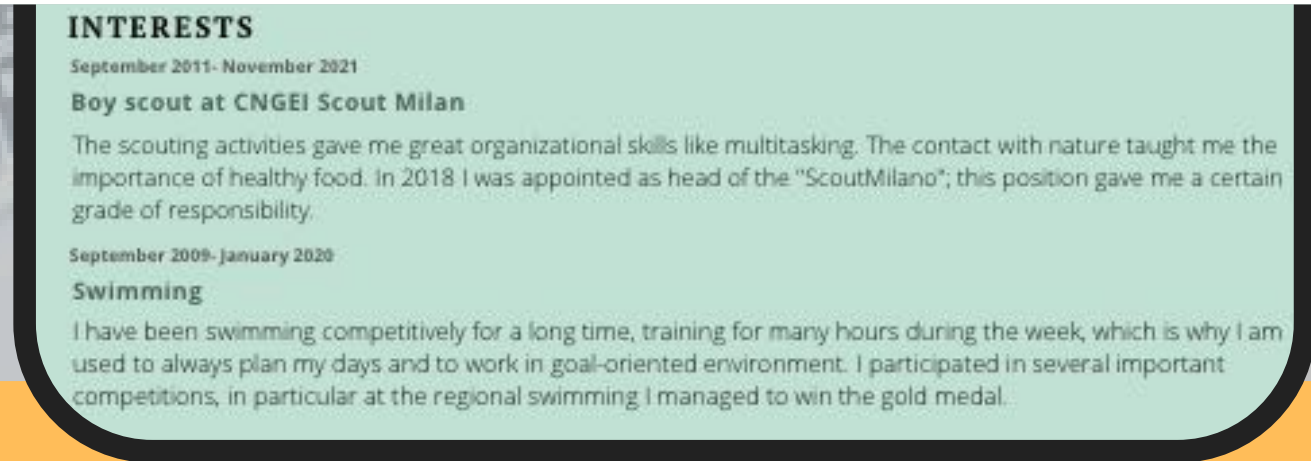 INTERESTS
September 2011- November 2021
Boy scout at CNGEI Scout Milan
The scouting activities gave me great organizational skills like multitasking. The contact with nature taught me the
importance of healthy food. In 2018 I was appointed as head of the "ScoutMilano"; this position gave me a certain
grade of responsibility.
September 2009- January 2020
Swimming
I have been swimming competitively for a long time, training for many hours during the week, which is why I am
used to always plan my days and to work in goal-oriented environment. I participated in several important
competitions, in particular at the regional swimming I managed to win the gold medal.